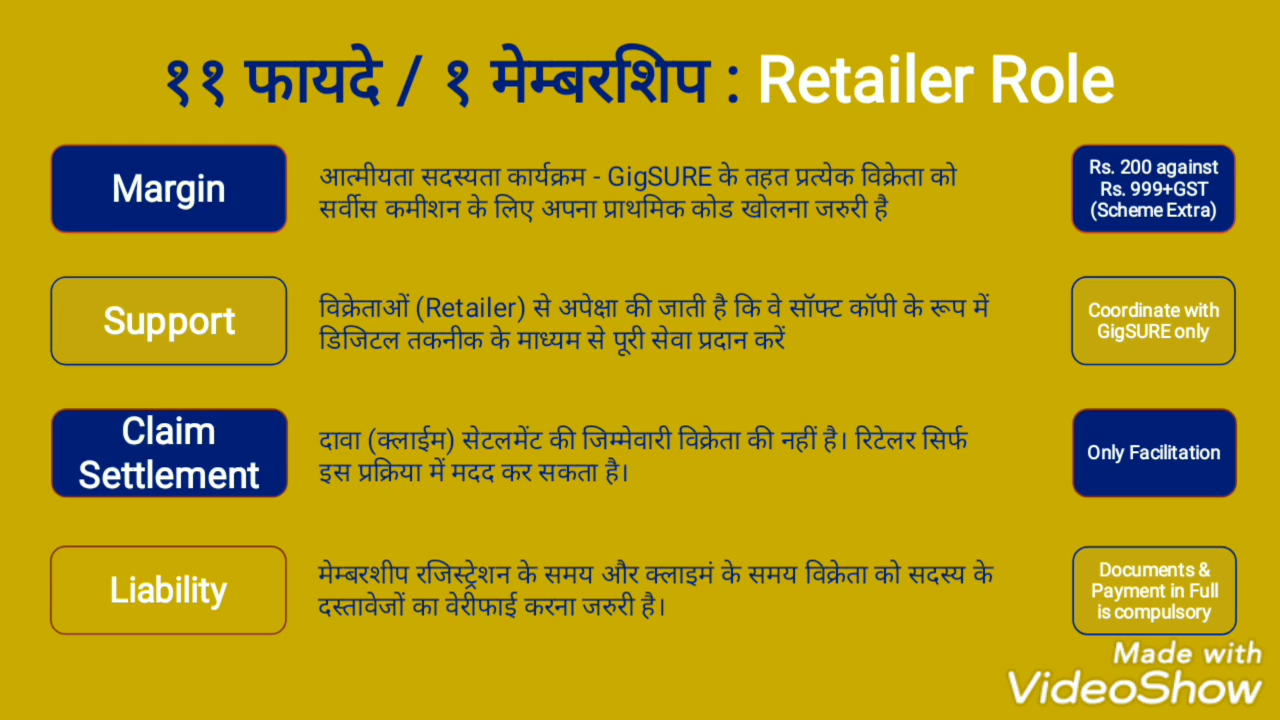 ११ फायदे / १ मेम्बरशिप : Retailer Role
Margin
आत्मीयता सदस्यता कार्यक्रम - GigSURE के तहत प्रत्येक विक्रेता को
सर्वीस कमीशन के लिए अपना प्राथमिक कोड खोलना जरुरी है
Rs. 200 against
Rs. 999+GST
(Scheme Extra)
Support
विक्रेताओं (Retailer) से अपेक्षा की जाती है कि वे सॉफ्ट कॉपी के रूप में
डिजिटल तकनीक के माध्यम से पूरी सेवा प्रदान करें
Coordinate with
GigSURE only
Claim
Settlement
दावा (क्लाईम) सेटलमेंट की जिम्मेवारी विक्रेता की नहीं है। रिटेलर सिर्फ
इस प्रक्रिया में मदद कर सकता है।
Only Facilitation
Liability
मेम्बरशीप रजिस्ट्रेशन के समय और क्लाइमं के समय विक्रेता को सदस्य के
दस्तावेजों का वेरीफाई करना जरुरी है।
Documents &
Payment in Full
is compulsory
Made with
VideoShow